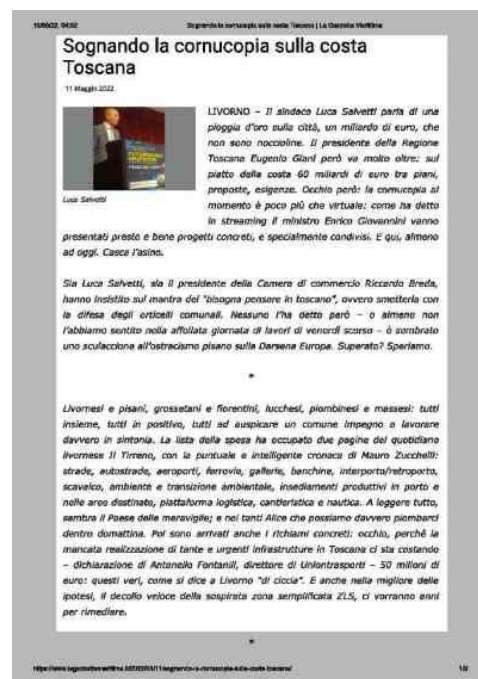 Sognando la cornucopia sulla costa Toscana | La Gazzetta Marittima
Sognando la cornucopia sulla costa
Toscana
11 Maggio 2022
LIVORNO – Il sindaco Luca Salvetti parla di una
pioggia d'oro sulla città, un miliardo di euro, che
non sono noccioline. Il presidente della Regione
Toscana Eugenio Giani però va molto oltre: sul
piatto della costa 60 miliardi di euro tra piani,
proposte, esigenze. Occhio però: la cornucopia al
momento è poco più che virtuale: come ha detto
Luca Salvetti
in streaming il ministro Enrico Giovannini vanno
presentati presto e bene progetti concreti, e specialmente condivisi. E qui, almeno
ad oggi. Casca l'asino.
Sia Luca Salvetti, sia il presidente della Camera di commercio Riccardo Breda,
hanno insistito sul mantra del "bisogna pensare in toscano", ovvero smetterla con
la difesa degli orticelli comunali. Nessuno l'ha detto però – o almeno non
l'abbiamo sentito nella affollata giornata di lavori di venerdì scorso – è sembrato
uno sculaccione all'ostracismo pisano sulla Darsena Europa. Superato? Speriamo.
*
Livornesi e pisani, grossetani e fiorentini, lucchesi, piombinesi e massesi: tutti
insieme, tutti in positivo, tutti ad auspicare un comune impegno a lavorare
davvero in sintonia. La lista della spesa ha occupato due pagine del quotidiano
livornese Il Tirreno, con la puntuale e intelligente cronaca di Mauro Zucchelli:
strade, autostrade, aeroporti, ferrovie, gallerie, banchine, interporto/retroporto,
scavalco, ambiente e transizione ambientale, insediamenti produttivi in porto e
nelle aree destinate, piattaforma logistica, cantieristica e nautica. A leggere tutto,
sembra il Paese delle meraviglie; e noi tanti Alice che possiamo davvero piombarci
dentro domattina. Poi sono arrivati anche i richiami concreti: occhio, perché la
mancata realizzazione di tante e urgenti infrastrutture in Toscana ci sta costando
– dichiarazione di Antonello Fontanili, direttore di Uniontrasporti – 50 milioni di
euro: questi veri, come si dice a Livorno "di ciccia". E anche nella migliore delle
ipotesi, il decollo veloce della sospirata zona semplificata ZLS, ci vorranno anni
per rimediare.
*
1/2